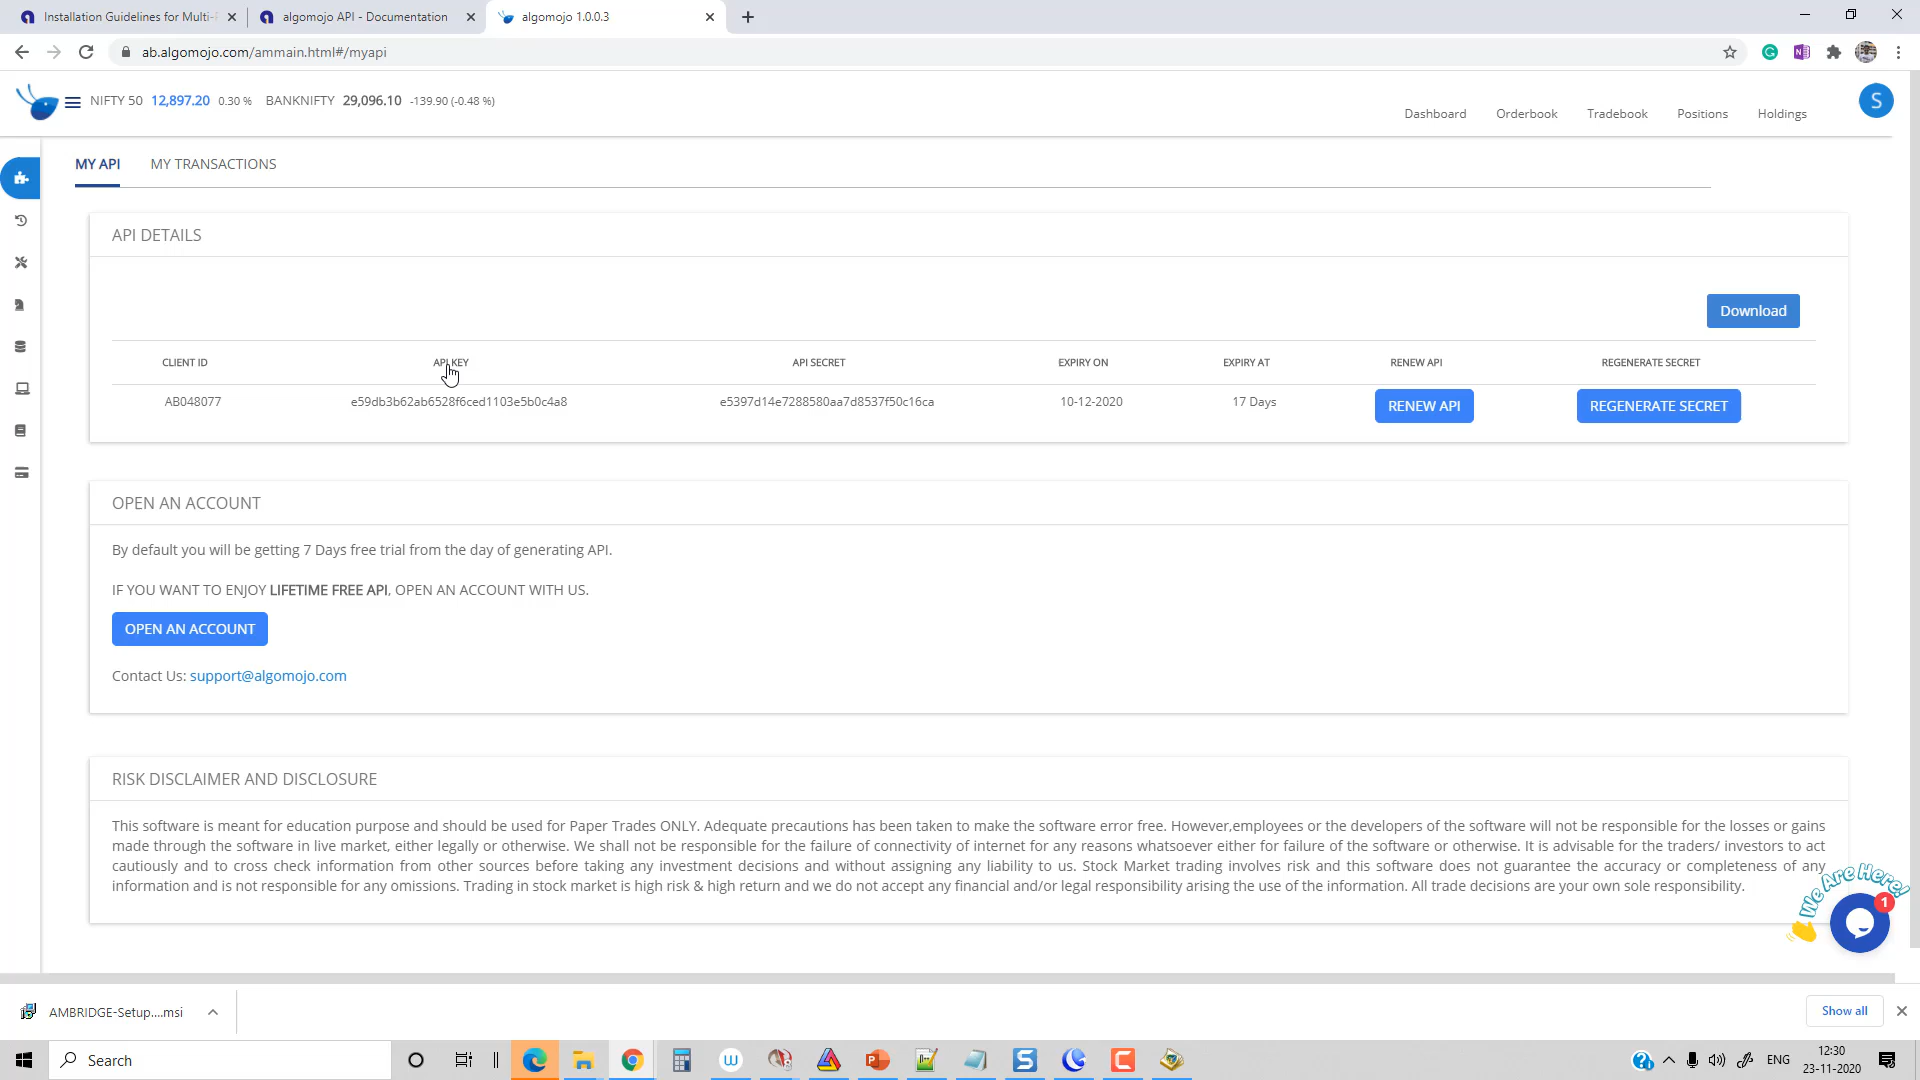 Installation Guidelines for Multi-
algomojo API - Documentation
algomojo 1.0.0.3
ab.algomojo.com/ammain.html#/myapi
NIFTY 50 12,897.20 0.30 % BANKNIFTY 29,096.10 -139.90 (-0.48 %)
Dashboard Orderbook Tradebook Positions Holdings
S
MY API MY TRANSACTIONS
API DETAILS
Download
CLIENT ID API KEY API SECRET EXPIRY ON EXPIRY AT RENEW API REGENERATE SECRET
AB048077 e59db3b62ab6528f6ced1103e5b0c4a8 e5397d14e7288580aa7d8537f50c16ca 10-12-2020 17 Days RENEW API REGENERATE SECRET
OPEN AN ACCOUNT
By default you will be getting 7 Days free trial from the day of generating API.
IF YOU WANT TO ENJOY LIFETIME FREE API, OPEN AN ACCOUNT WITH US.
OPEN AN ACCOUNT
Contact Us: support@algomojo.com
RISK DISCLAIMER AND DISCLOSURE
This software is meant for education purpose and should be used for Paper Trades ONLY. Adequate precautions has been taken to make the software error free. However,employees or the developers of the software will not be responsible for the losses or gains
made through the software in live market, either legally or otherwise. We shall not be responsible for the failure of connectivity of internet for any reasons whatsoever either for failure of the software or otherwise. It is advisable for the traders/ investors to act
cautiously and to cross check information from other sources before taking any investment decisions and without assigning any liability to us. Stock Market trading involves risk and this software does not guarantee the accuracy or completeness of any
information and is not responsible for any omissions. Trading in stock market is high risk & high return and we do not accept any financial and/or legal responsibility arising the use of the information. All trade decisions are your own sole responsibility.
We Are Here!
1
AMBRIDGE-Setup....msi
Show all
Search
ENG
12:30
23-11-2020